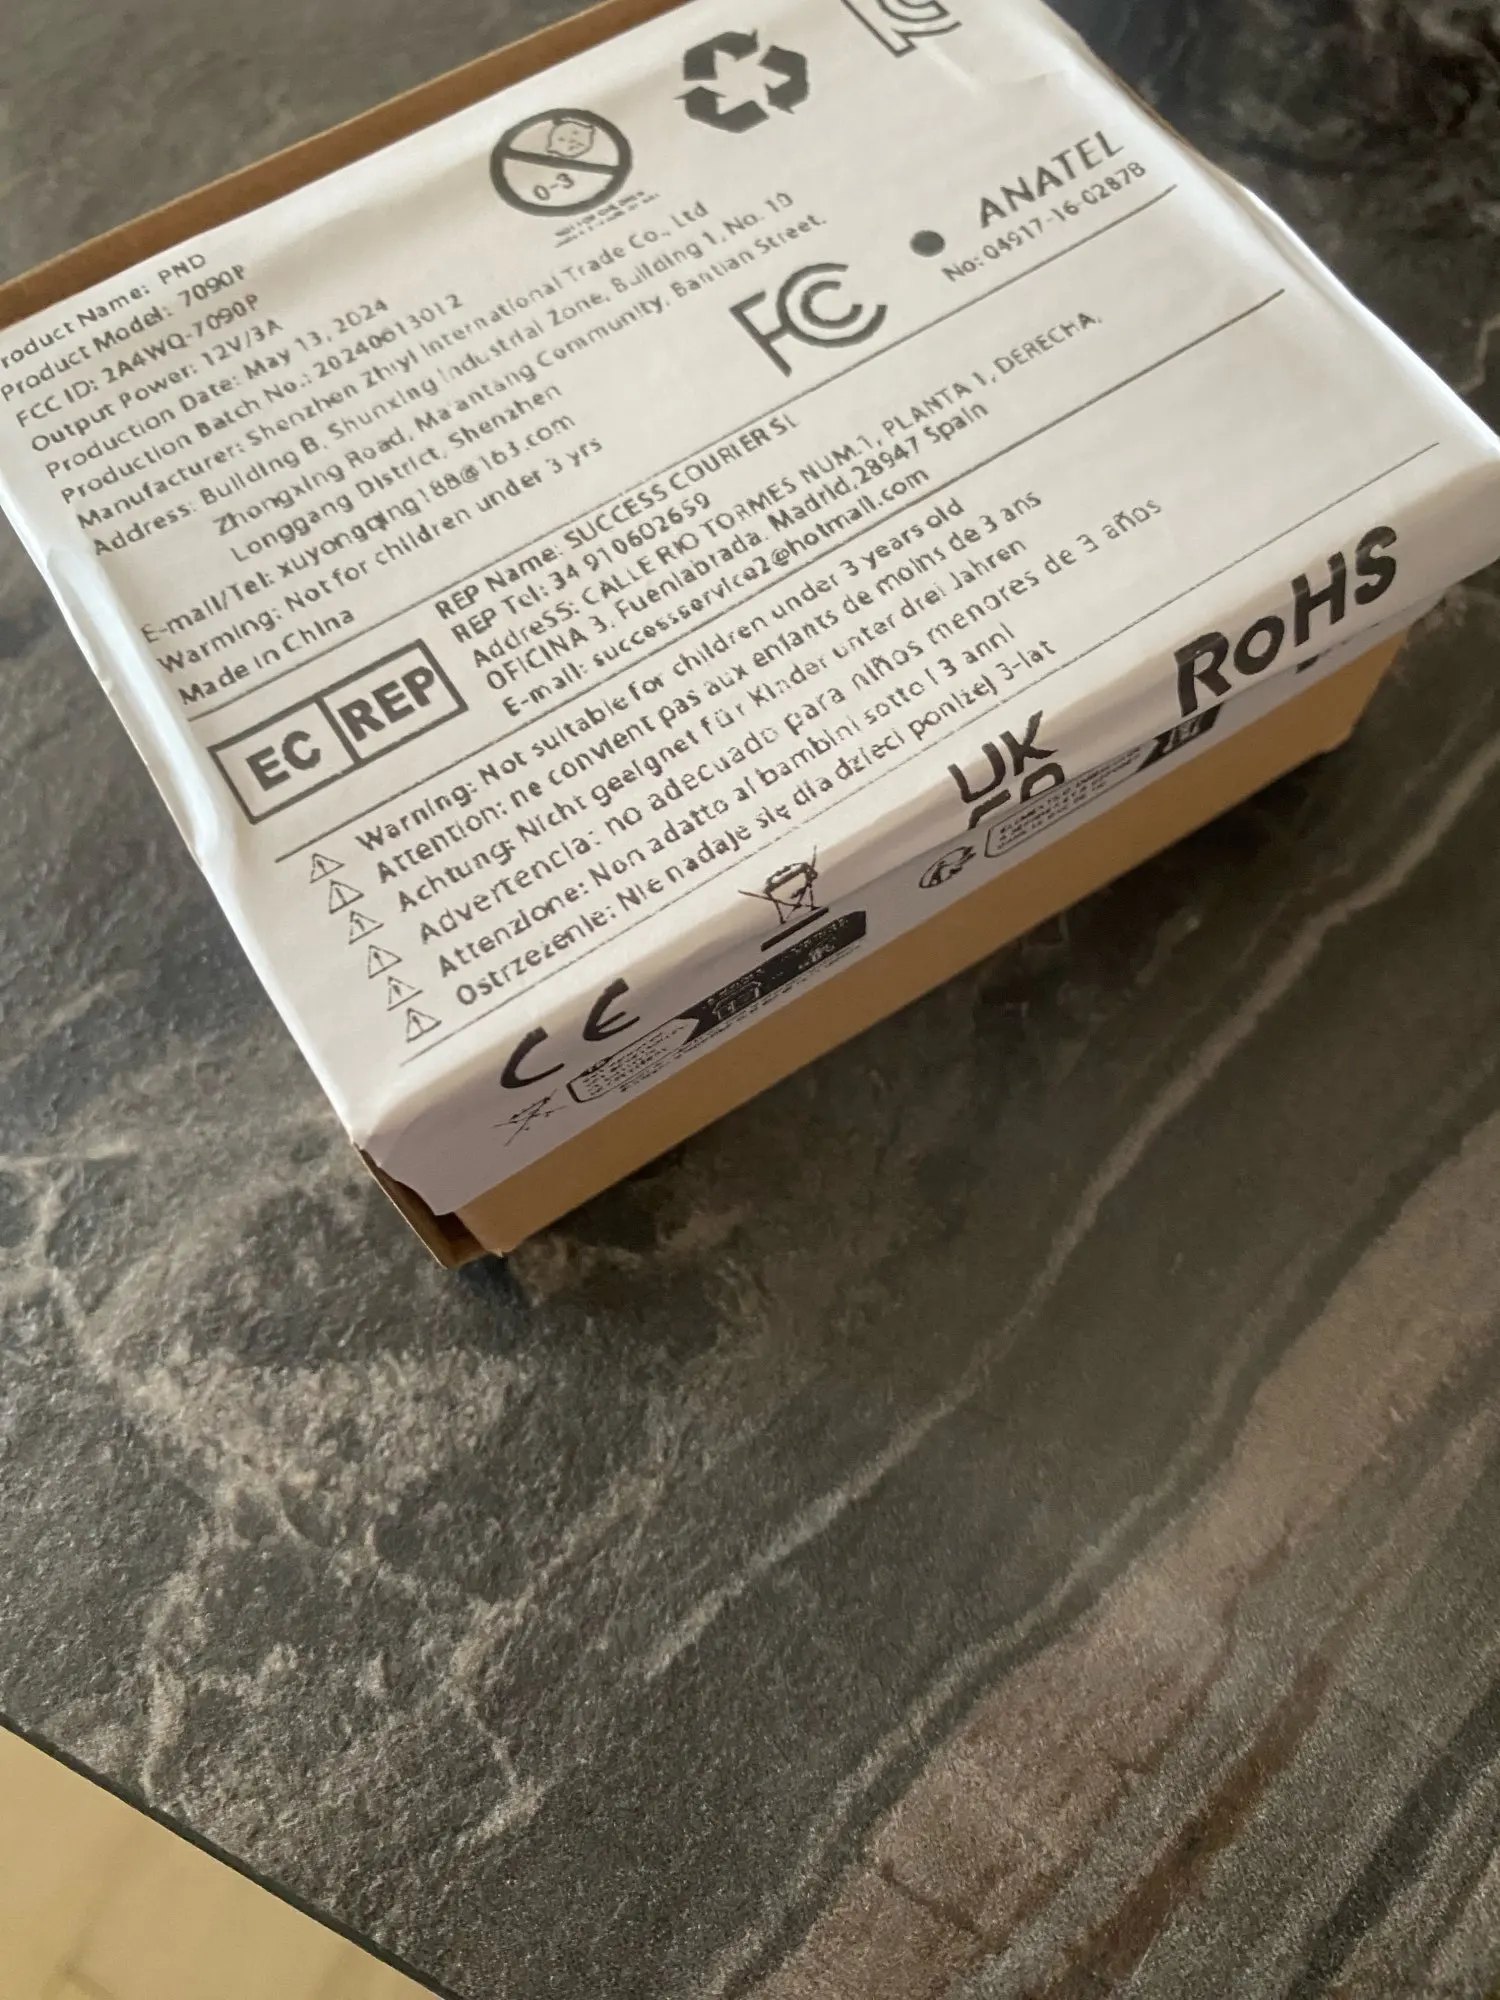 roduct Name: PND
Product Model: 7090P
FCC ID: 2A4WQ-7090P
Output Power: 12V/3A
Production Date: May 13, 2024
Production Batch No.: 20240613012
Manufacturer: Shenzhen Zhiyi International Trade Co., Ltd
Address: Building B, Shunxing Industrial Zone, Building 1, No. 10
Zhongxing Road, Ma'antang Community, Bantian Street.
Longgang District, Shenzhen
E-mail/Tel: xuyongqing188@163.com
Warming: Not for children under 3 yrs
Made in China
0-3
ANATEL
No: 04917-16-02878
FC
EC REP
REP Name: SUCCESS COURIER SL
REP Tel: 34 910602659
AddreSS: CALLE RIO TORMES NUM.1, PLANTA 1, DERECHA,
OFICINA 3, Fuenlabrada. Madrid,28947 Spain
E-mail: successservice2@hotmail.com
Warning: Not suitable for children under 3 years old
Attention: ne convient pas aux enfants de moins de 3 ans
Achtung: Nicht geeignet für Kinder unter drei Jahren
Advertencia: no adecuado para niños menores de 3 años
Attenzione: Non adatto ai bambini sotto i 3 anni
Ostrzeżenie: Nie nadaje się dla dzieci poniżej 3-lat
CE
UK
CA
RoHS